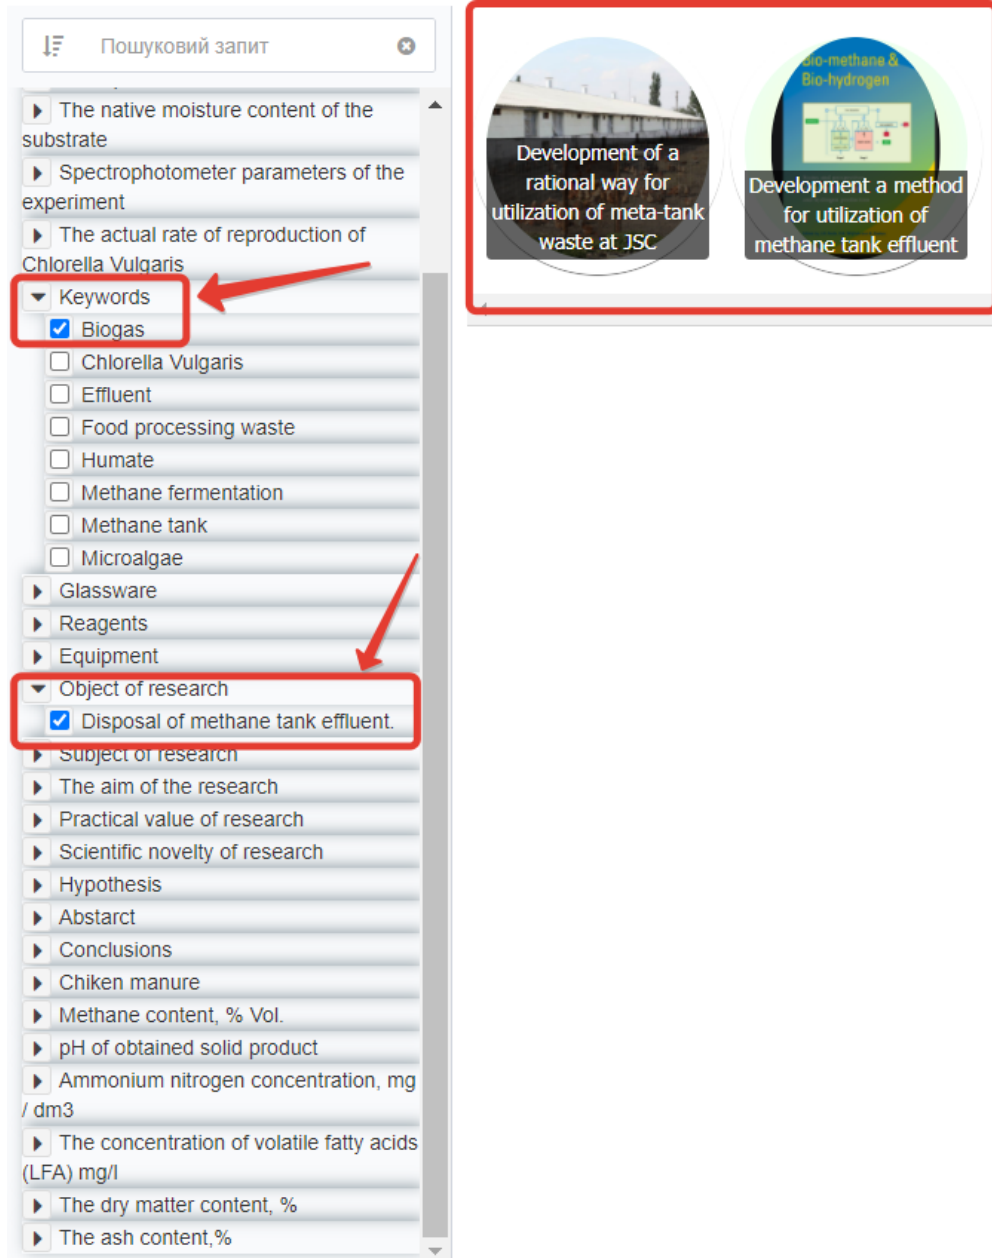 Пошуковий запит
The native moisture content of the
substrate
Spectrophotometer parameters of the
experiment
The actual rate of reproduction of
Chlorella Vulgaris
Keywords
Biogas
Chlorella Vulgaris
Effluent
Food processing waste
Humate
Methane fermentation
Methane tank
Microalgae
Glassware
Reagents
Equipment
Object of research
Disposal of methane tank effluent.
Subject of research
The aim of the research
Practical value of research
Scientific novelty of research
Hypothesis
Abstarct
Conclusions
Chiken manure
Methane content, % Vol.
pH of obtained solid product
Ammonium nitrogen concentration, mg
/ dm3
The concentration of volatile fatty acids
(LFA) mg/l
The dry matter content, %
The ash content,%
Development of a
rational way for
utilization of meta-tank
waste at JSC
Bio-methane &
Bio-hydrogen
Development a method
for utilization of
methane tank effluent